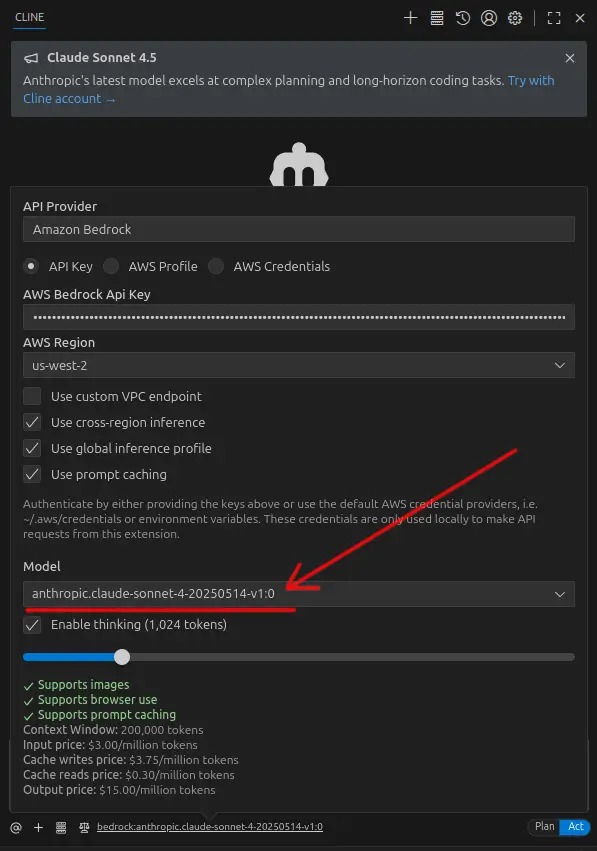 CLINE
Claude Sonnet 4.5
Anthropic's latest model excels at complex planning and long-horizon coding tasks. Try with
Cline account →
API Provider
Amazon Bedrock
API Key AWS Profile AWS Credentials
AWS Bedrock Api Key
AWS Region
us-west-2
Use custom VPC endpoint
Use cross-region inference
Use global inference profile
Use prompt caching
Authenticate by either providing the keys above or use the default AWS credential providers, i.e.
~/.aws/credentials or environment variables. These credentials are only used locally to make API
requests from this extension.
Model
anthropic.claude-sonnet-4-20250514-v1:0
Enable thinking (1,024 tokens)
Supports images
Supports browser use
Supports prompt caching
Context Window: 200,000 tokens
Input price: $3.00/million tokens
Cache writes price: $3.75/million tokens
Cache reads price: $0.30/million tokens
Output price: $15.00/million tokens
@ + bedrock:anthropic.claude-sonnet-4-20250514-v1:0 Plan Act